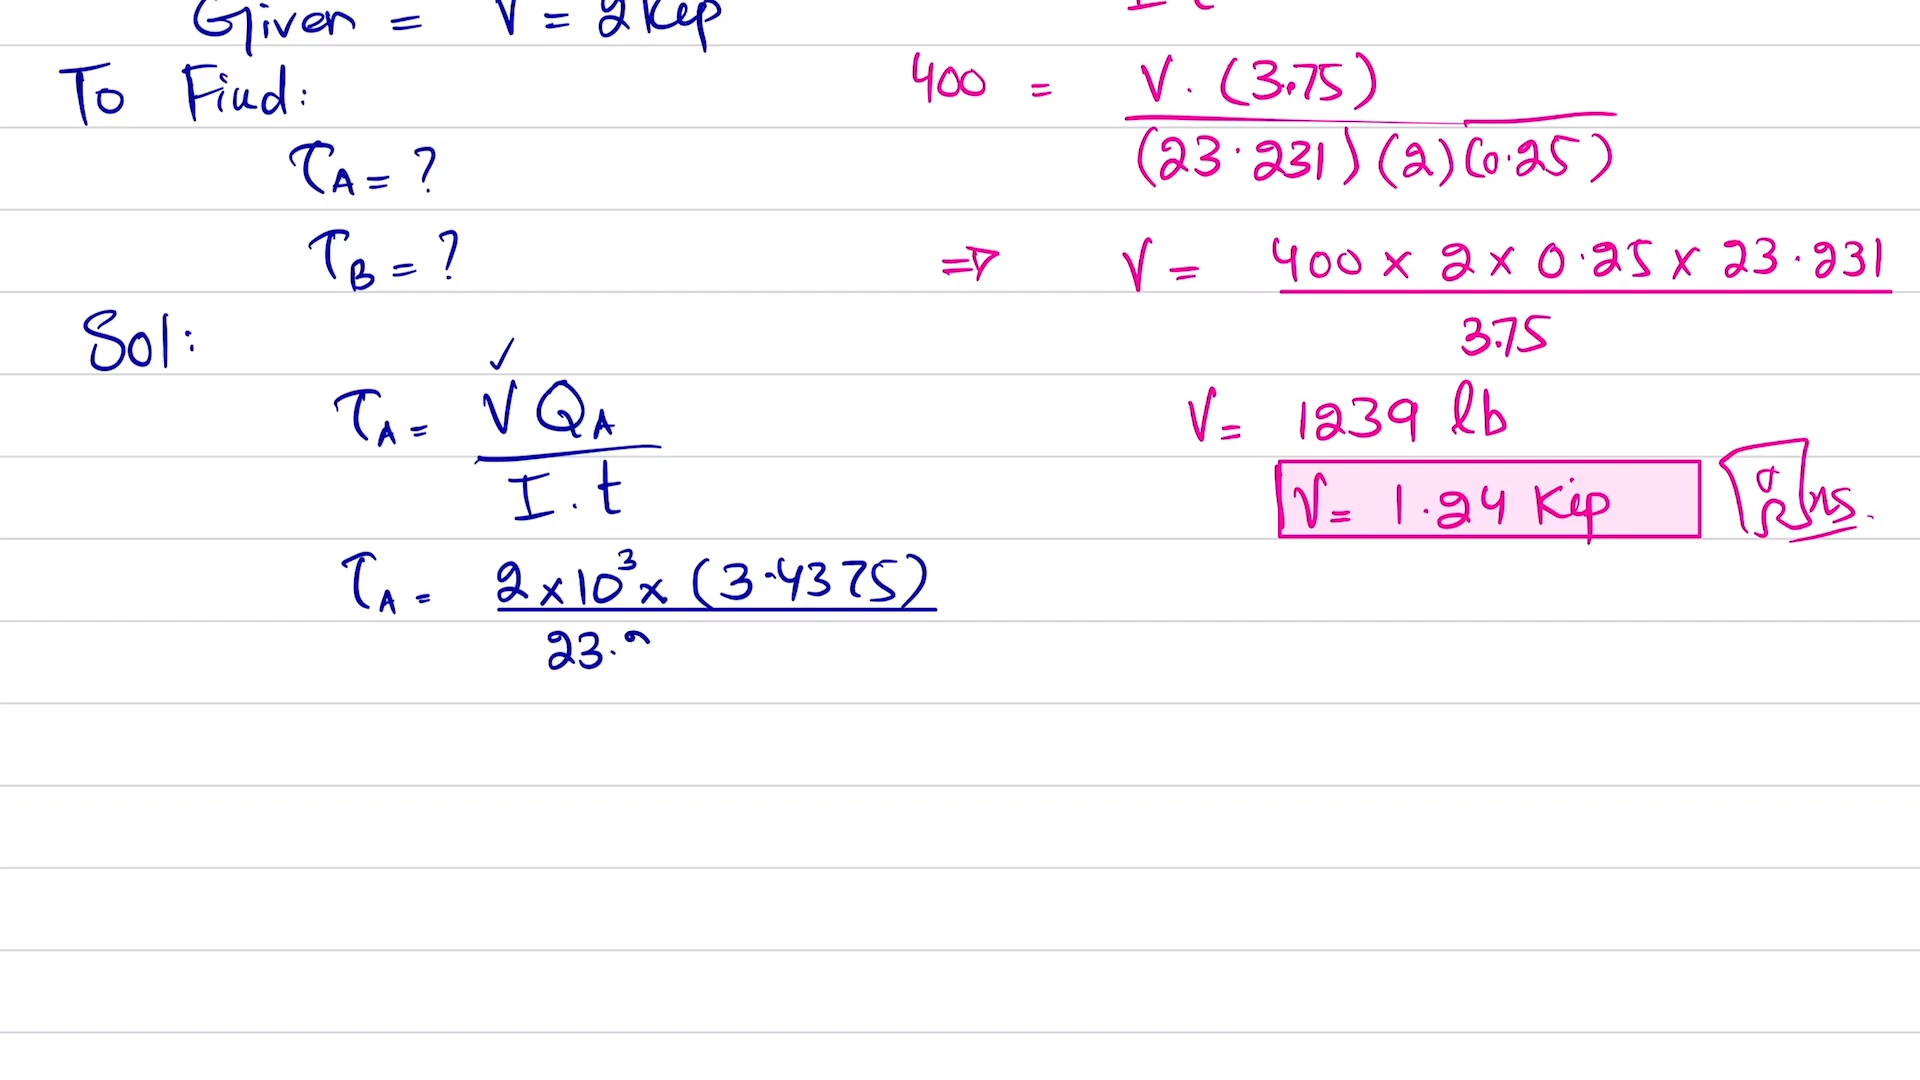 Given = V = 2 Kip
To Find:
τA = ?
τB = ?
Sol:
✓
τA = V QA
I . t
τA = 2 x 10³ x (3.4375)
23.
400 = V . (3.75)
(23.231) (2) (0.25)
⇒ V = 400 x 2 x 0.25 x 23.231
3.75
V = 1239 lb
V = 1.24 Kip